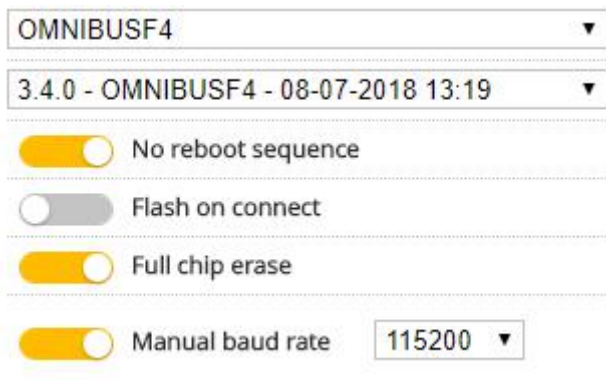 OMNIBUSF4
3.4.0 - OMNIBUSF4 - 08-07-2018 13:19
No reboot sequence
Flash on connect
Full chip erase
Manual baud rate 115200